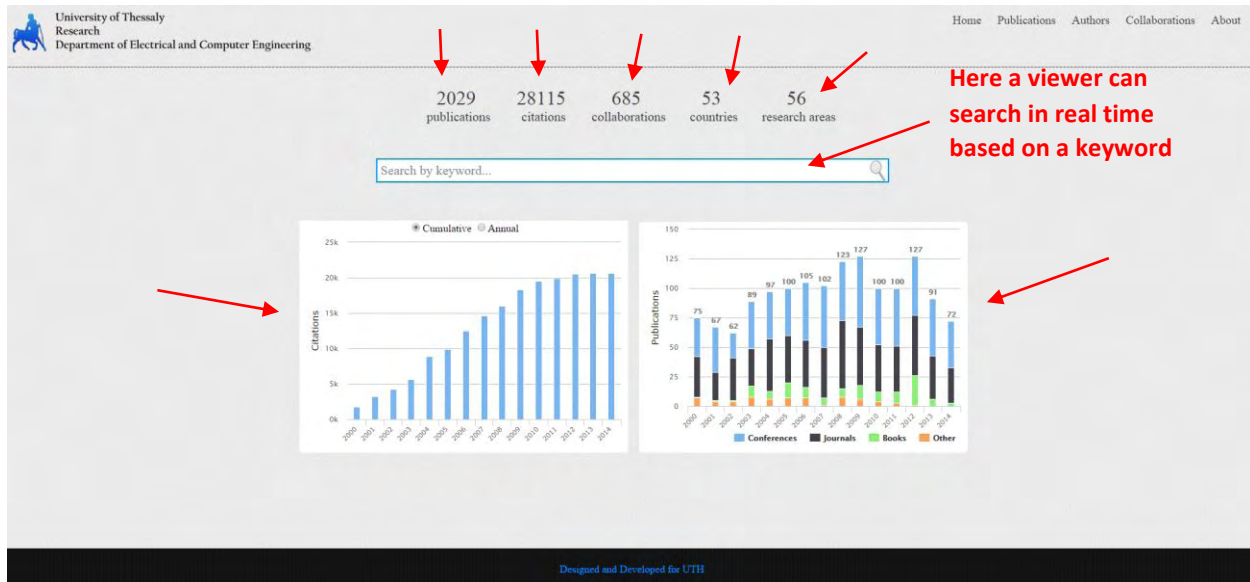 University of Thessaly
Research
Department of Electrical and Computer Engineering
Home Publications Authors Collaborations About
2029 28115 685 53 56
publications citations collaborations countries research areas
Here a viewer can
search in real time
based on a keyword
Search by keyword...
Cumulative Annual
25k
20k
15k
10k
5k
0k
Citations
2000 2001 2002 2003 2004 2005 2006 2007 2008 2009 2010 2011 2012 2013 2014
150
125
100
75
50
25
0
Publications
75 67 62 89 97 100 105 102 123 127 100 100 127 91 72
2000 2001 2002 2003 2004 2005 2006 2007 2008 2009 2010 2011 2012 2013 2014
Conferences Journals Books Other
Designed and Developed for UTH